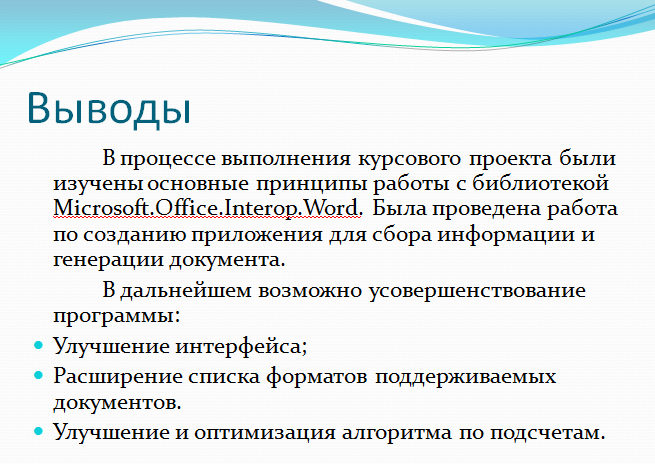 Выводы
В процессе выполнения курсового проекта были
изучены основные принципы работы с библиотекой
Microsoft.Office.Interop.Word. Была проведена работа
по созданию приложения для сбора информации и
генерации документа.
В дальнейшем возможно усовершенствование
программы:
• Улучшение интерфейса;
• Расширение списка форматов поддерживаемых
документов.
• Улучшение и оптимизация алгоритма по подсчетам.